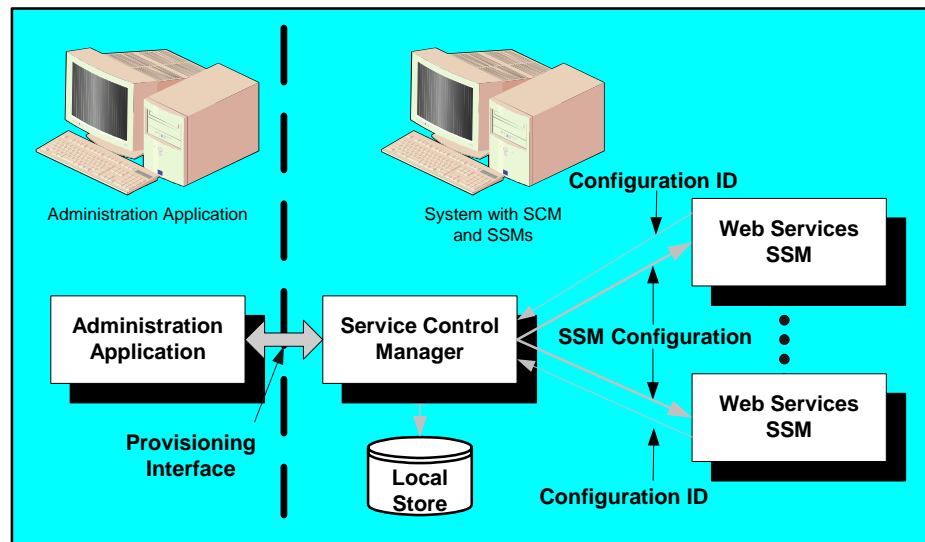 Administration Application
System with SCM
and SSMs
Configuration ID
Web Services
SSM
Administration
Application
Service Control
Manager
SSM Configuration
Web Services
SSM
Provisioning
Interface
Local
Store
Configuration ID